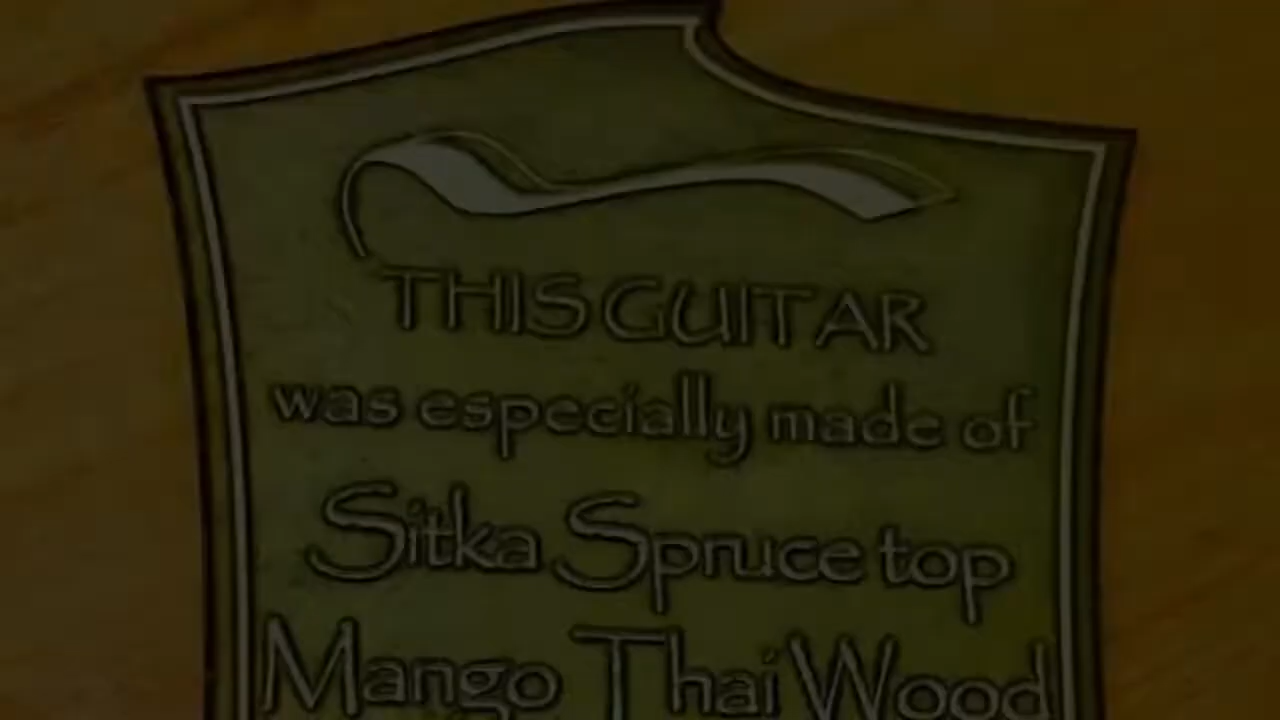 THIS GUITAR
was especially made of
Sitka Spruce top
Mango Thai Wood